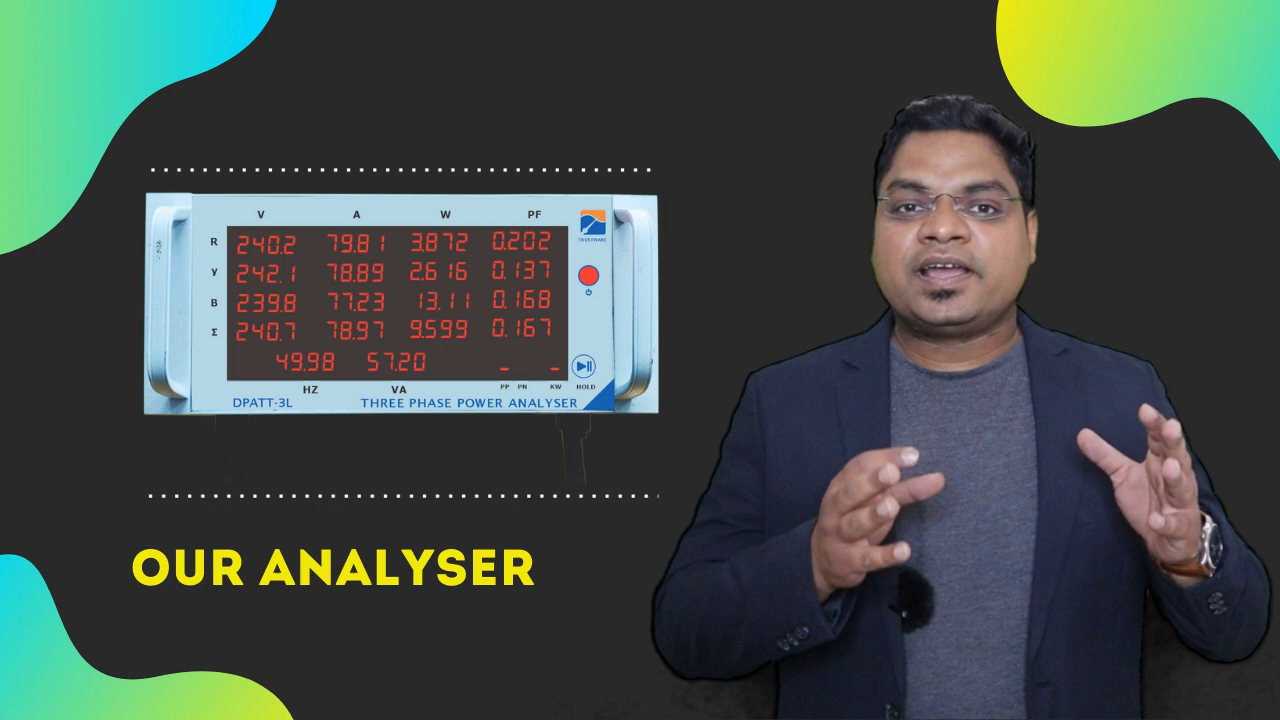 V A W PF
TRUSTWARE
R 240.2 79.81 3.872 0.202
Y 242.1 78.89 2.616 0.137
B 239.8 77.23 13.11 0.168
Σ 240.7 78.97 9.599 0.167
49.98 57.20 - -
HZ VA PP PN KW HOLD
DPATT-3L THREE PHASE POWER ANALYSER
OUR ANALYSER